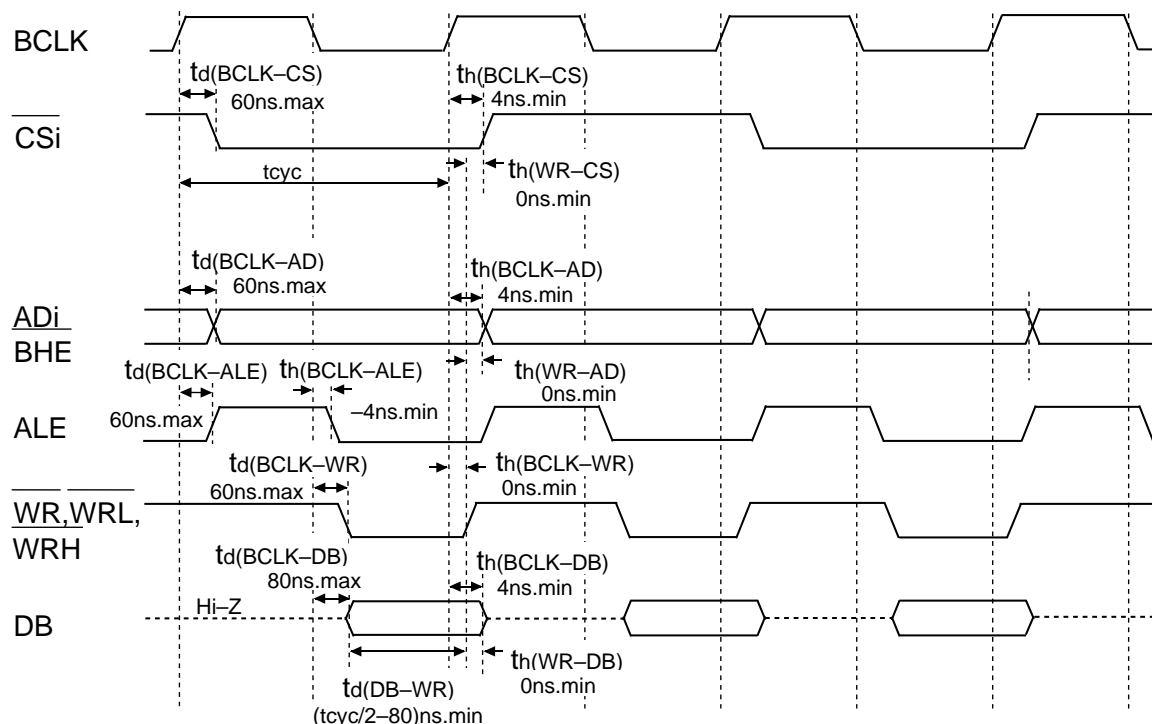 BCLK
td(BCLK–CS)
60ns.max
th(BCLK–CS)
4ns.min
CSi
th(WR–CS)
0ns.min
tcyc
td(BCLK–AD)
60ns.max
th(BCLK–AD)
4ns.min
ADi
BHE
td(BCLK–ALE)
th(BCLK–ALE)
th(WR–AD)
0ns.min
60ns.max
–4ns.min
ALE
td(BCLK–WR)
60ns.max
th(BCLK–WR)
0ns.min
WR,WRL,
WRH
td(BCLK–DB)
80ns.max
th(BCLK–DB)
4ns.min
Hi–Z
DB
th(WR–DB)
0ns.min
td(DB–WR)
(tcyc/2–80)ns.min